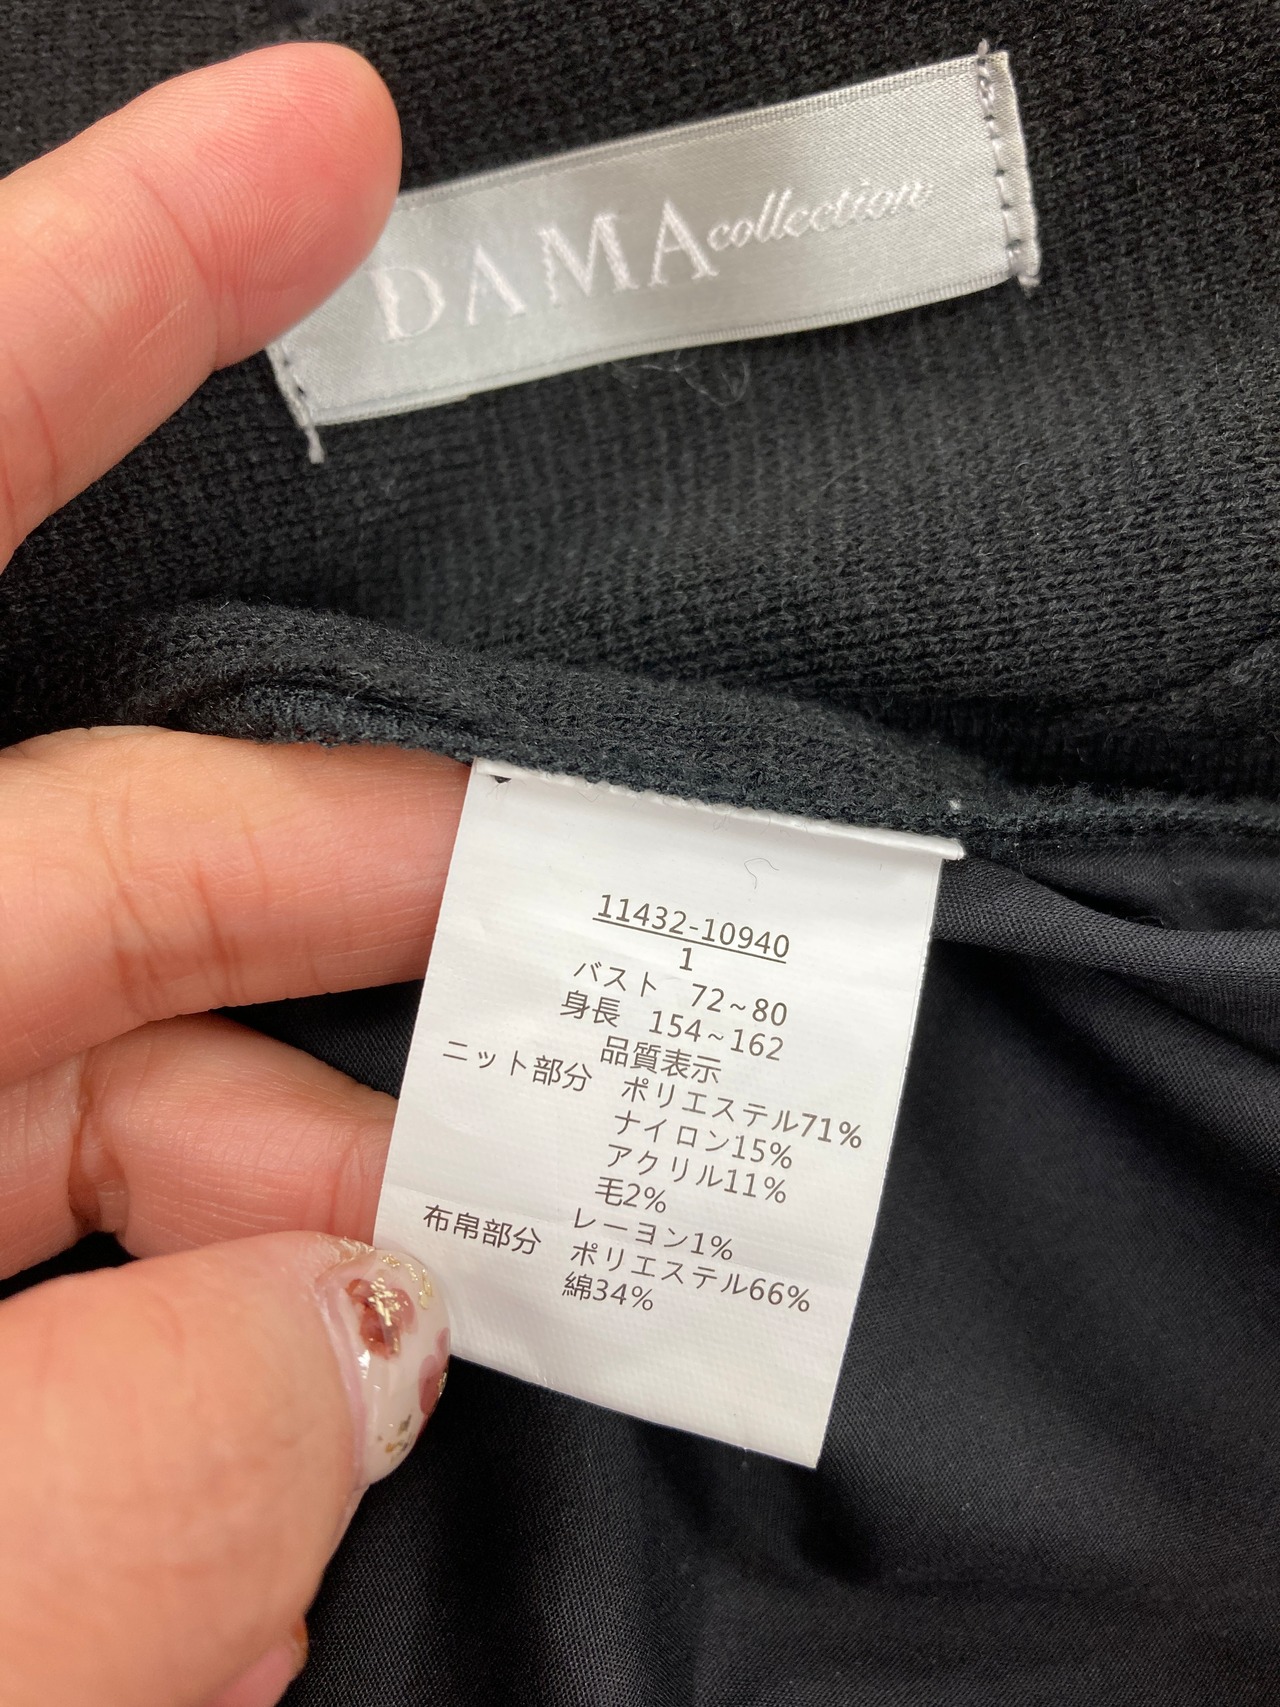 DAMA collection
11432-10940
1
バスト 72~80
身長 154~162
品質表示
ニット部分 ポリエステル71%
ナイロン15%
アクリル11%
毛2%
レーヨン1%
布帛部分 ポリエステル66%
綿34%